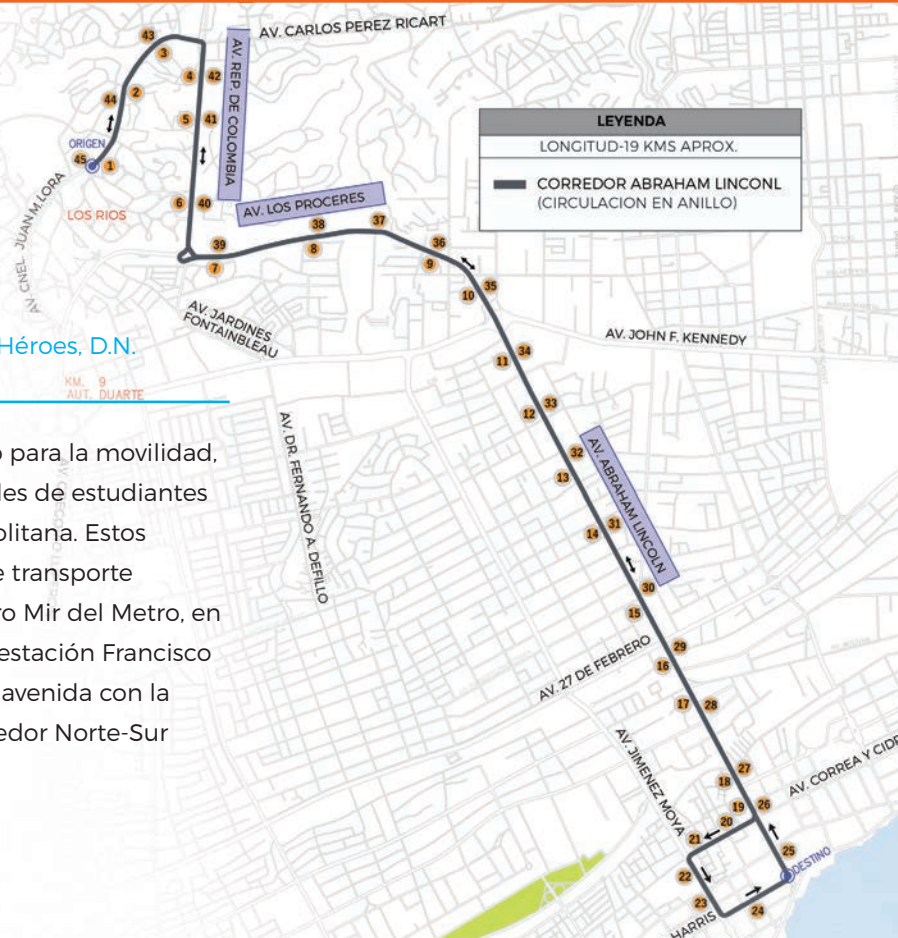 AV. CARLOS PEREZ RICART
43
3
AV. REP. DE COLOMBIA
4
42
44
2
5
41
ORIGEN
45
1
LEYENDA
LONGITUD-19 KMS APROX.
CORREDOR ABRAHAM LINCONL
(CIRCULACION EN ANILLO)
AV. CNEL. JUAN M. LORA
LOS RIOS
6
40
AV. LOS PROCERES
39
7
38
8
37
36
9
10
35
AV. JARDINES
FONTAINBLEAU
AV. JOHN F. KENNEDY
Héroes, D.N.
KM. 9
AUT. DUARTE
11
34
12
33
AV. DR. FERNANDO A. DEFILLO
32
13
AV. ABRAHAM LINCOLN
14
31
30
15
o para la movilidad,
des de estudiantes
olitana. Estos
e transporte
ro Mir del Metro, en
estación Francisco
avenida con la
edor Norte-Sur
AV. 27 DE FEBRERO
29
16
17
28
AV. JIMENEZ MOYA
27
18
AV. CORREA Y CIDR
19
26
20
21
25
DESTINO
22
23
24
HARRIS